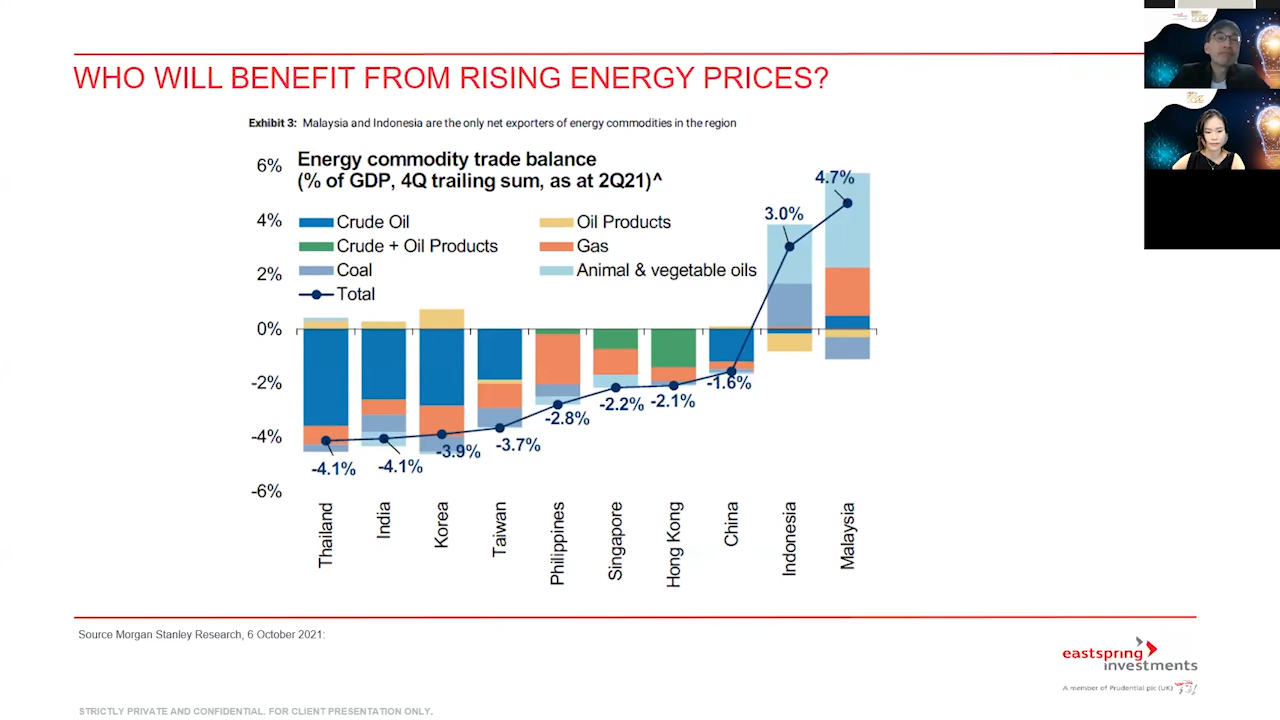 WHO WILL BENEFIT FROM RISING ENERGY PRICES?
Exhibit 3: Malaysia and Indonesia are the only net exporters of energy commodities in the region
Energy commodity trade balance
(% of GDP, 4Q trailing sum, as at 2Q21)^
6%
4%
2%
0%
-2%
-4%
-6%
Crude Oil
Oil Products
Crude + Oil Products
Gas
Coal
Animal & vegetable oils
Total
-4.1%
-4.1%
-3.9%
-3.7%
-2.8%
-2.2%
-2.1%
-1.6%
3.0%
4.7%
Thailand
India
Korea
Taiwan
Philippines
Singapore
Hong Kong
China
Indonesia
Malaysia
Source Morgan Stanley Research, 6 October 2021:
eastspring
investments
A member of Prudential plc (UK)
STRICTLY PRIVATE AND CONFIDENTIAL. FOR CLIENT PRESENTATION ONLY.